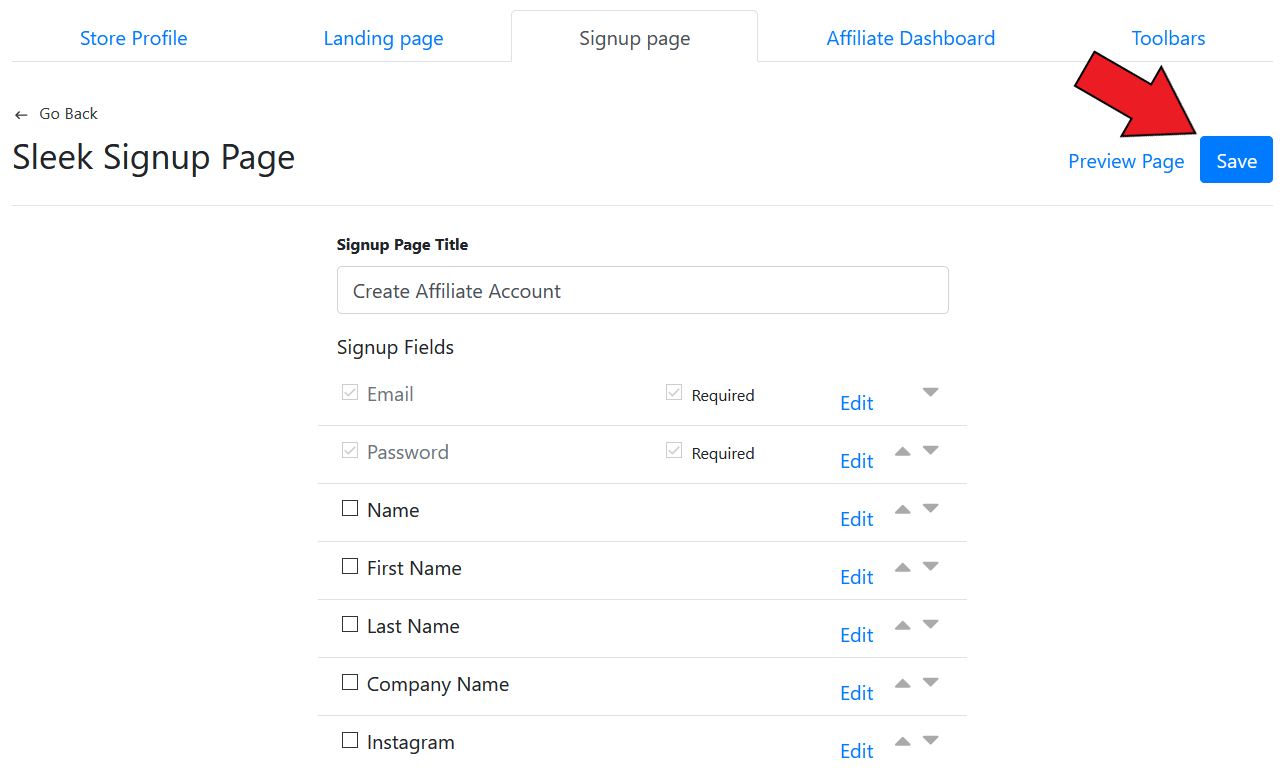 Store Profile Landing page Signup page Affiliate Dashboard Toolbars
← Go Back
Sleek Signup Page
Preview Page Save
Signup Page Title
Create Affiliate Account
Signup Fields
Email Required Edit
Password Required Edit
Name Edit
First Name Edit
Last Name Edit
Company Name Edit
Instagram Edit